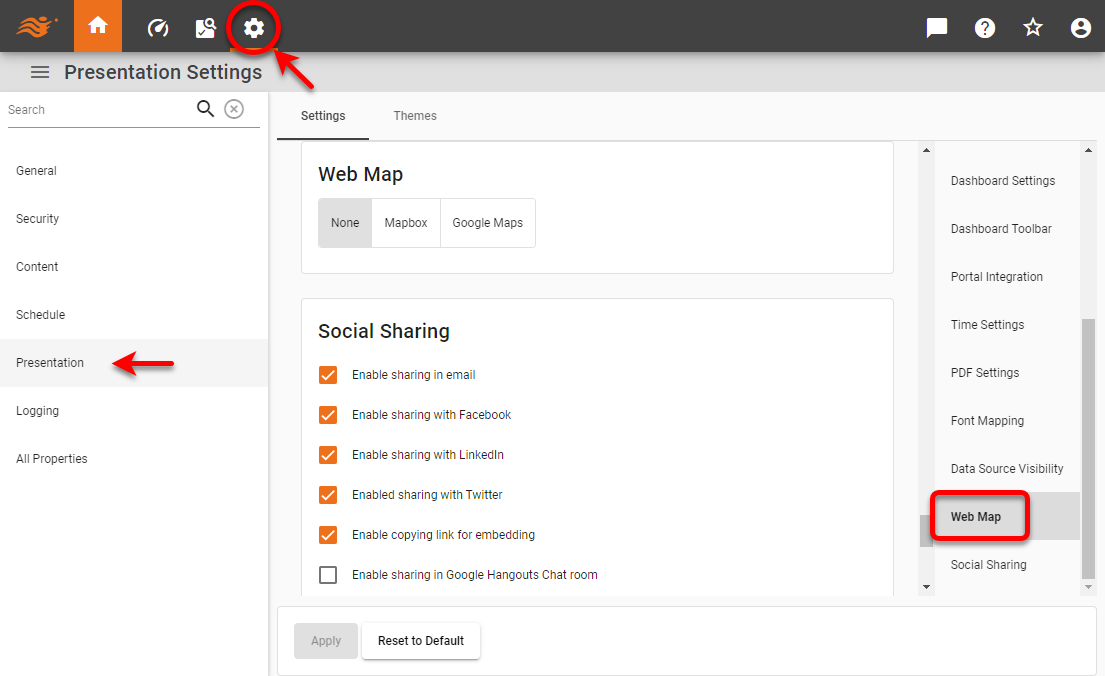 Presentation Settings
Search
General
Security
Content
Schedule
Presentation
Logging
All Properties
Settings
Themes
Web Map
None
Mapbox
Google Maps
Social Sharing
Enable sharing in email
Enable sharing with Facebook
Enable sharing with LinkedIn
Enabled sharing with Twitter
Enable copying link for embedding
Enable sharing in Google Hangouts Chat room
Dashboard Settings
Dashboard Toolbar
Portal Integration
Time Settings
PDF Settings
Font Mapping
Data Source Visibility
Web Map
Social Sharing
Apply
Reset to Default